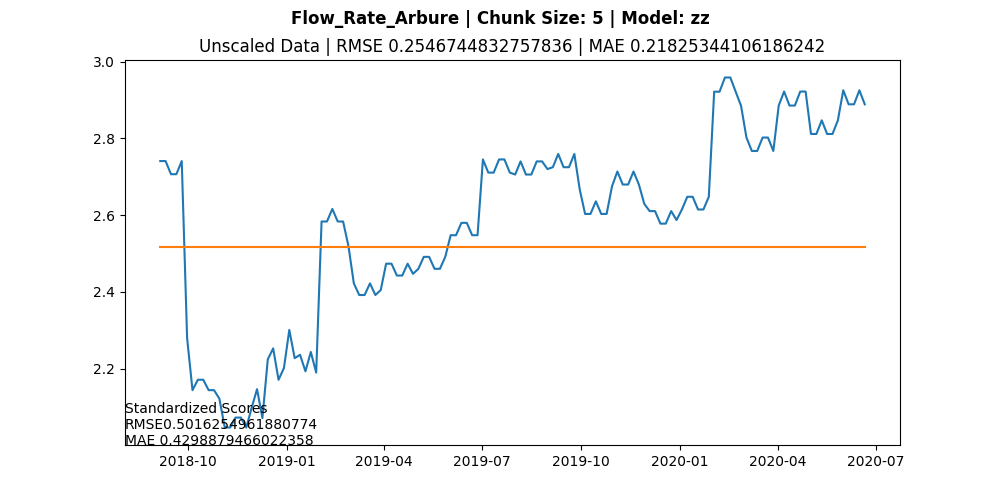 Flow_Rate_Arbure | Chunk Size: 5 | Model: zz
Unscaled Data | RMSE 0.2546744832757836 | MAE 0.21825344106186242
3.0
2.8
2.6
2.4
2.2
Standardized Scores
RMSE0.5016254961880774
MAE 0.4298879466022358
2018-10 2019-01 2019-04 2019-07 2019-10 2020-01 2020-04 2020-07